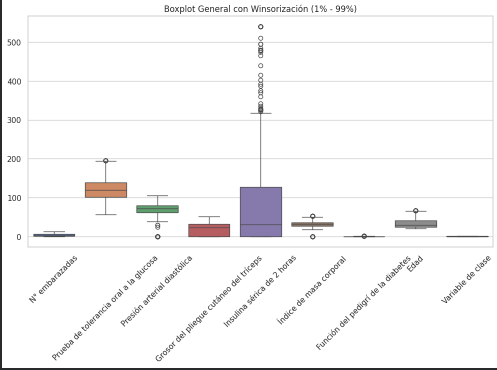 Boxplot General con Winsorización (1% - 99%)
500
400
300
200
100
0
N° embarazadas
Prueba de tolerancia oral a la glucosa
Presión arterial diastólica
Grosor del pliegue cutáneo del tríceps
Insulina sérica de 2 horas
Índice de masa corporal
Función del pedigrí de la diabetes
Edad
Variable de clase